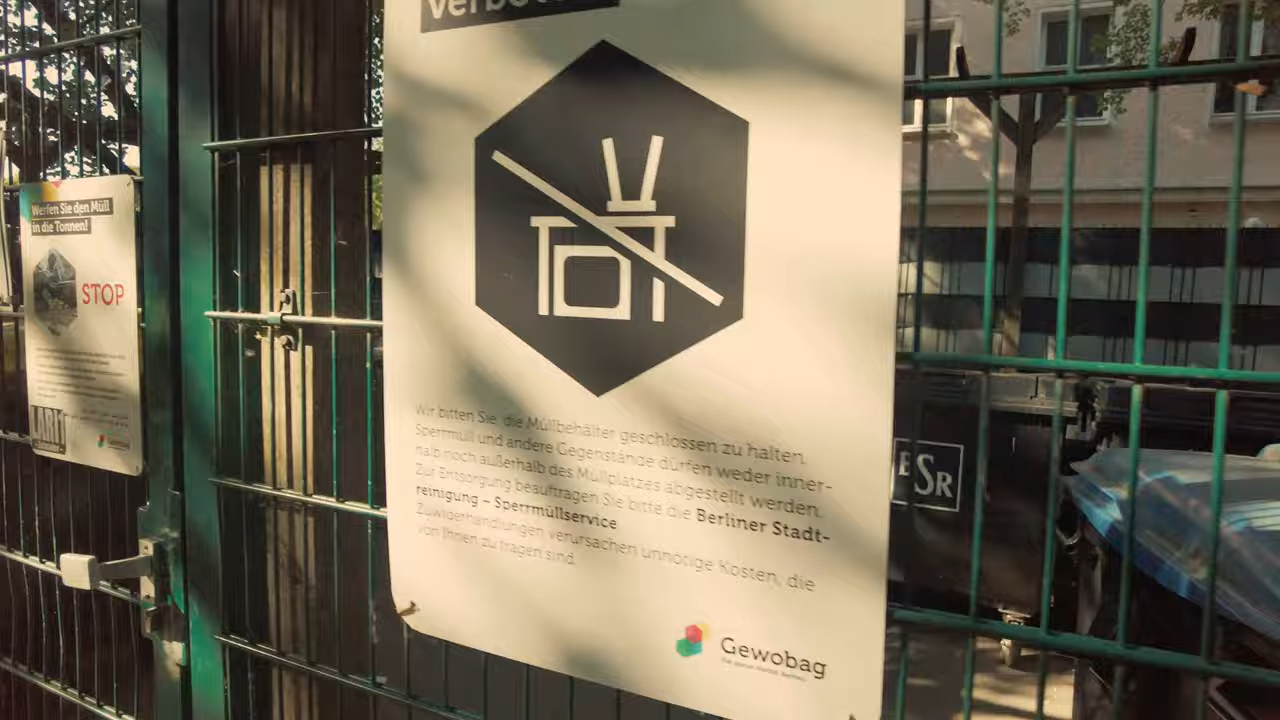 Werfen Sie den Müll
in die Tonnen!
STOP
Wir bitten Sie, die Müllbehälter geschlossen zu halten.
Sperrmüll und andere Gegenstände dürfen weder inner-
halb noch außerhalb des Müllplatzes abgestellt werden.
Zur Entsorgung beauftragen Sie bitte die Berliner Stadt-
reinigung – Sperrmüllservice
Zuwiderhandlungen verursachen unnötige Kosten, die
von Ihnen zu tragen sind.
Gewobag
BSR